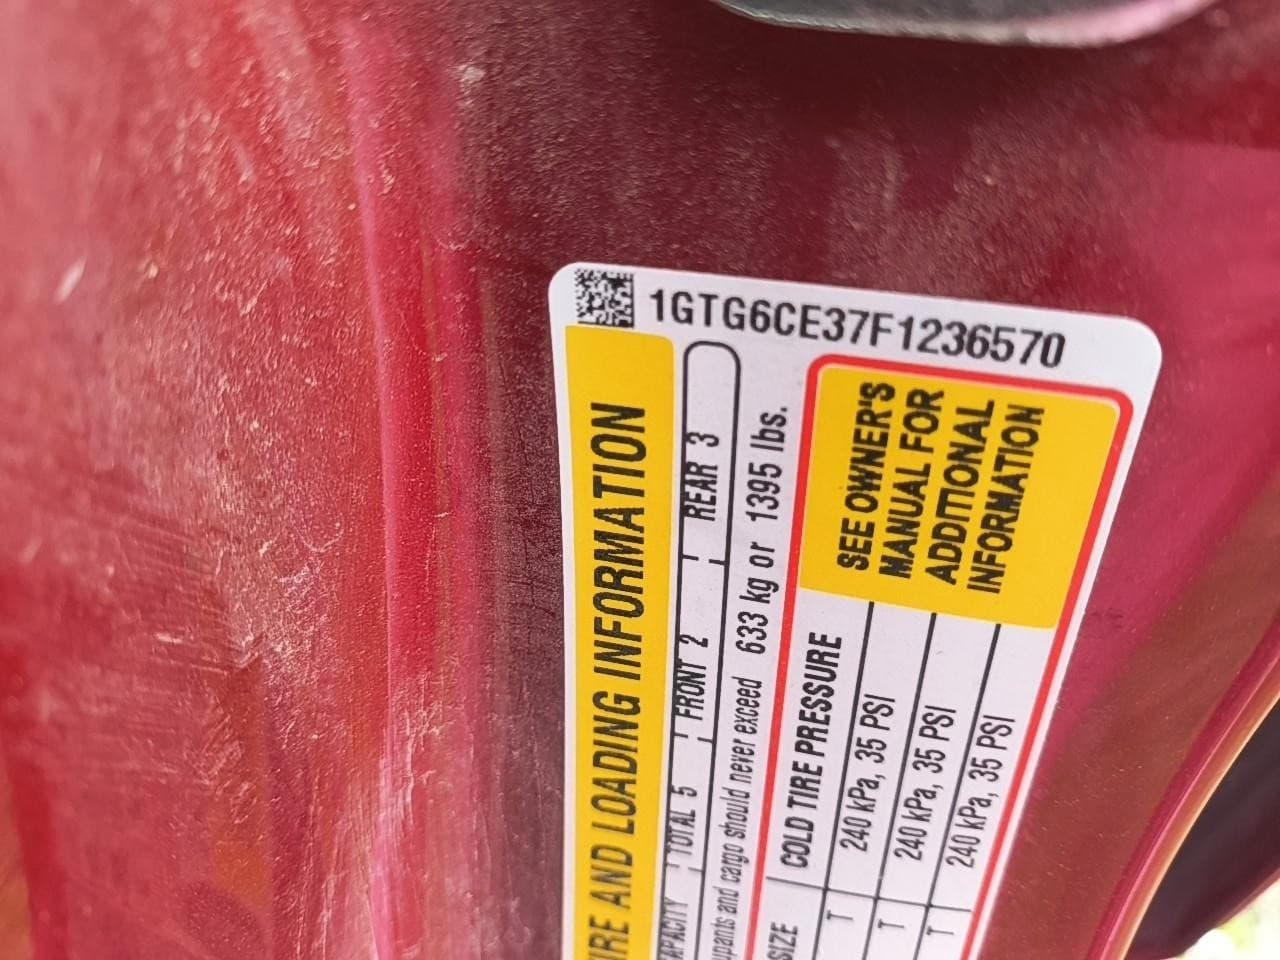 1GTG6CE37F1236570
TIRE AND LOADING INFORMATION
CAPACITY TOTAL 5 FRONT 2 REAR 3
cargo should never exceed 633 kg or 1395 lbs.
SIZE COLD TIRE PRESSURE
T 240 kPa, 35 PSI
T 240 kPa, 35 PSI
T 240 kPa, 35 PSI
SEE OWNER'S
MANUAL FOR
ADDITIONAL
INFORMATION